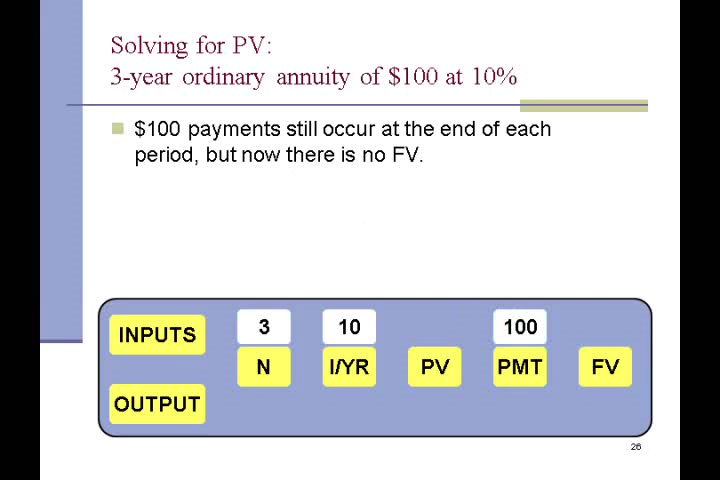 Solving for PV:
3-year ordinary annuity of $100 at 10%
$100 payments still occur at the end of each
period, but now there is no FV.
INPUTS 3 10 100
N I/YR PV PMT FV
OUTPUT
26